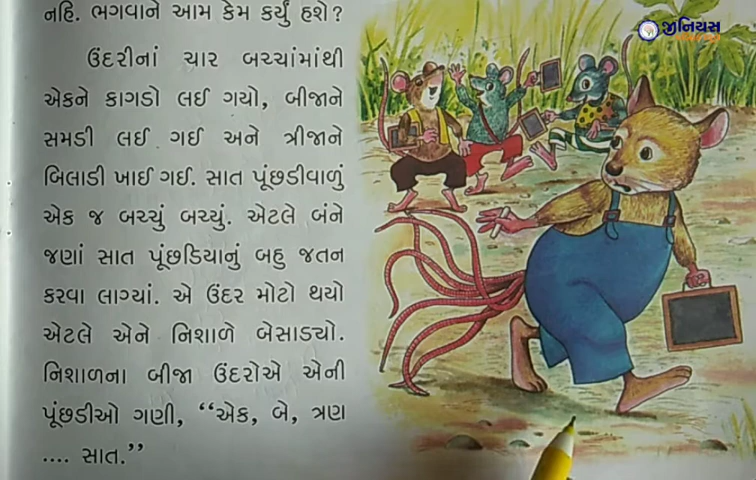 નહિ. ભગવાને આમ કેમ કર્યું હશે?
ઉંદરીનાં ચાર બચ્ચાંમાંથી
એકને કાગડો લઈ ગયો, બીજાને
સમડી લઈ ગઈ અને ત્રીજાને
બિલાડી ખાઈ ગઈ. સાત પૂંછડીવાળું
એક જ બચ્ચું બચ્યું. એટલે બંને
જણાં સાત પૂંછડિયાનું બહુ જતન
કરવા લાગ્યાં. એ ઉંદર મોટો થયો
એટલે એને નિશાળે બેસાડ્યો.
નિશાળના બીજા ઉંદરોએ એની
પૂંછડીઓ ગણી, “એક, બે, ત્રણ
.... સાત.”
જીનિયસ